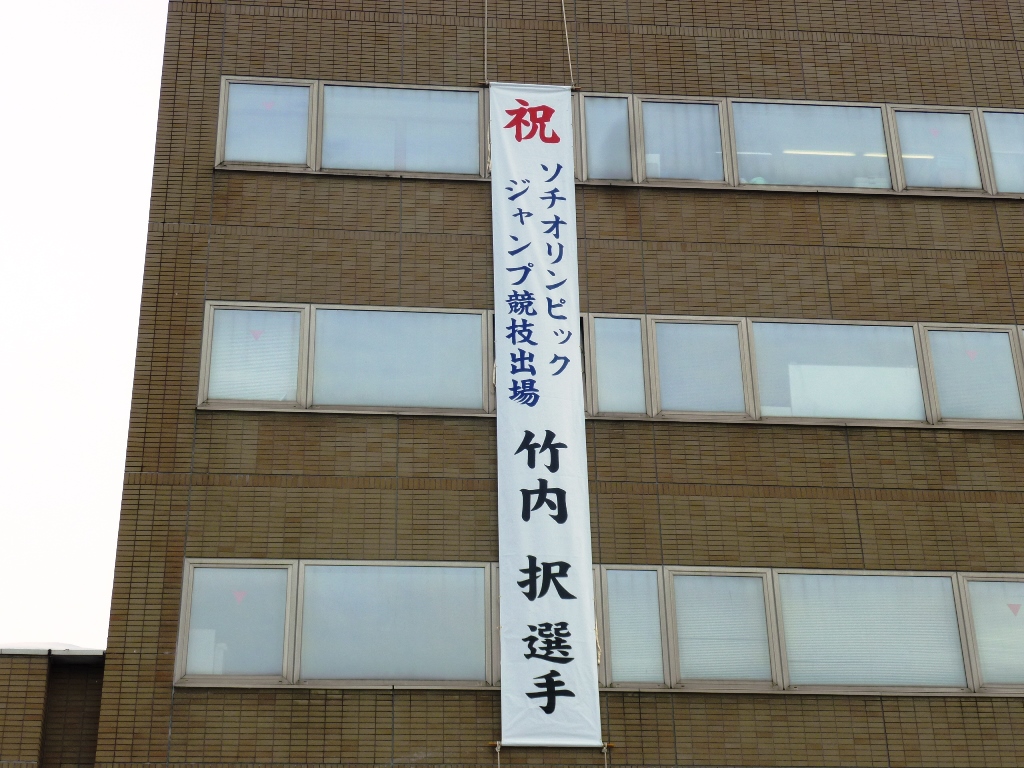 祝
ソチオリンピック
ジャンプ競技出場
竹内 択 選手